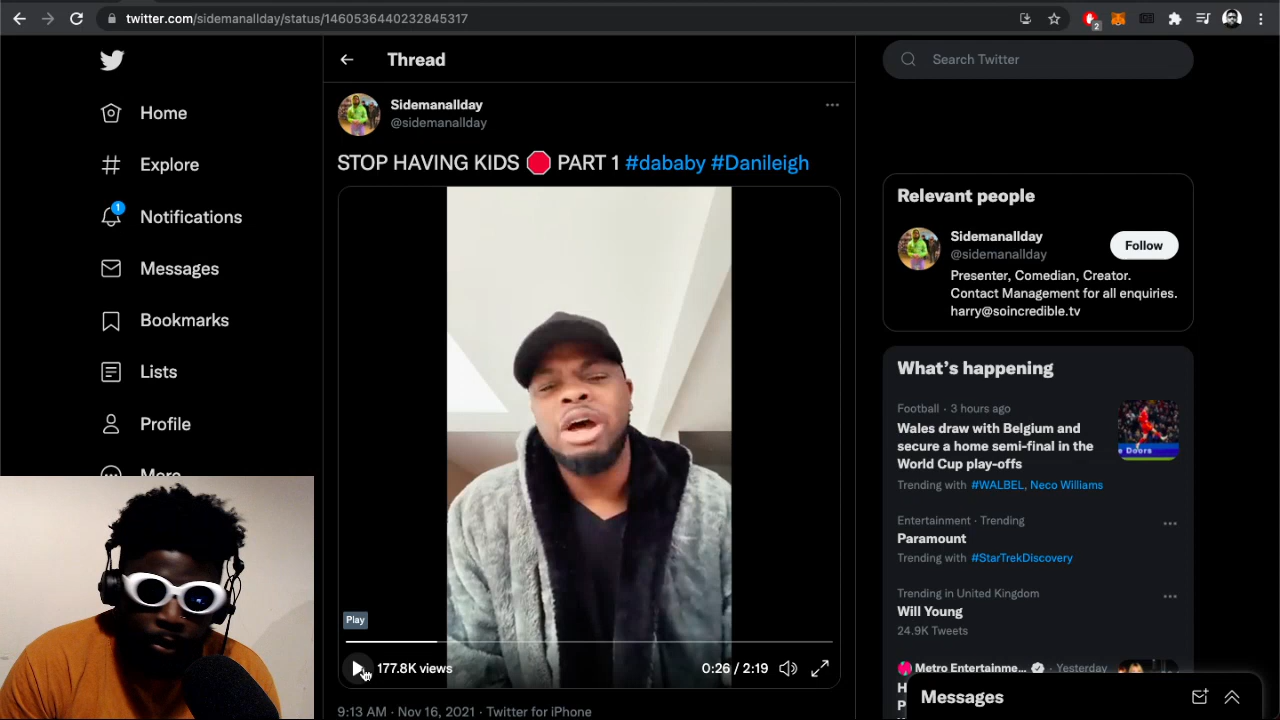 twitter.com/sidemanallday/status/1460536440232845317
2
Home
Explore
1
Notifications
Messages
Bookmarks
Lists
Profile
More
Thread
Sidemanallday
@sidemanallday
STOP HAVING KIDS 🛑 PART 1 #dababy #Danileigh
Play
177.8K views
0:26 / 2:19
9:13 AM · Nov 16, 2021 · Twitter for iPhone
Search Twitter
Relevant people
Sidemanallday
@sidemanallday
Follow
Presenter, Comedian, Creator.
Contact Management for all enquiries.
harry@soincredible.tv
What's happening
Football · 3 hours ago
Wales draw with Belgium and
secure a home semi-final in the
World Cup play-offs
Trending with #WALBEL, Neco Williams
e Doors
Entertainment · Trending
Paramount
Trending with #StarTrekDiscovery
Trending in United Kingdom
Will Young
24.9K Tweets
Metro Entertainme... · Yesterday
Messages